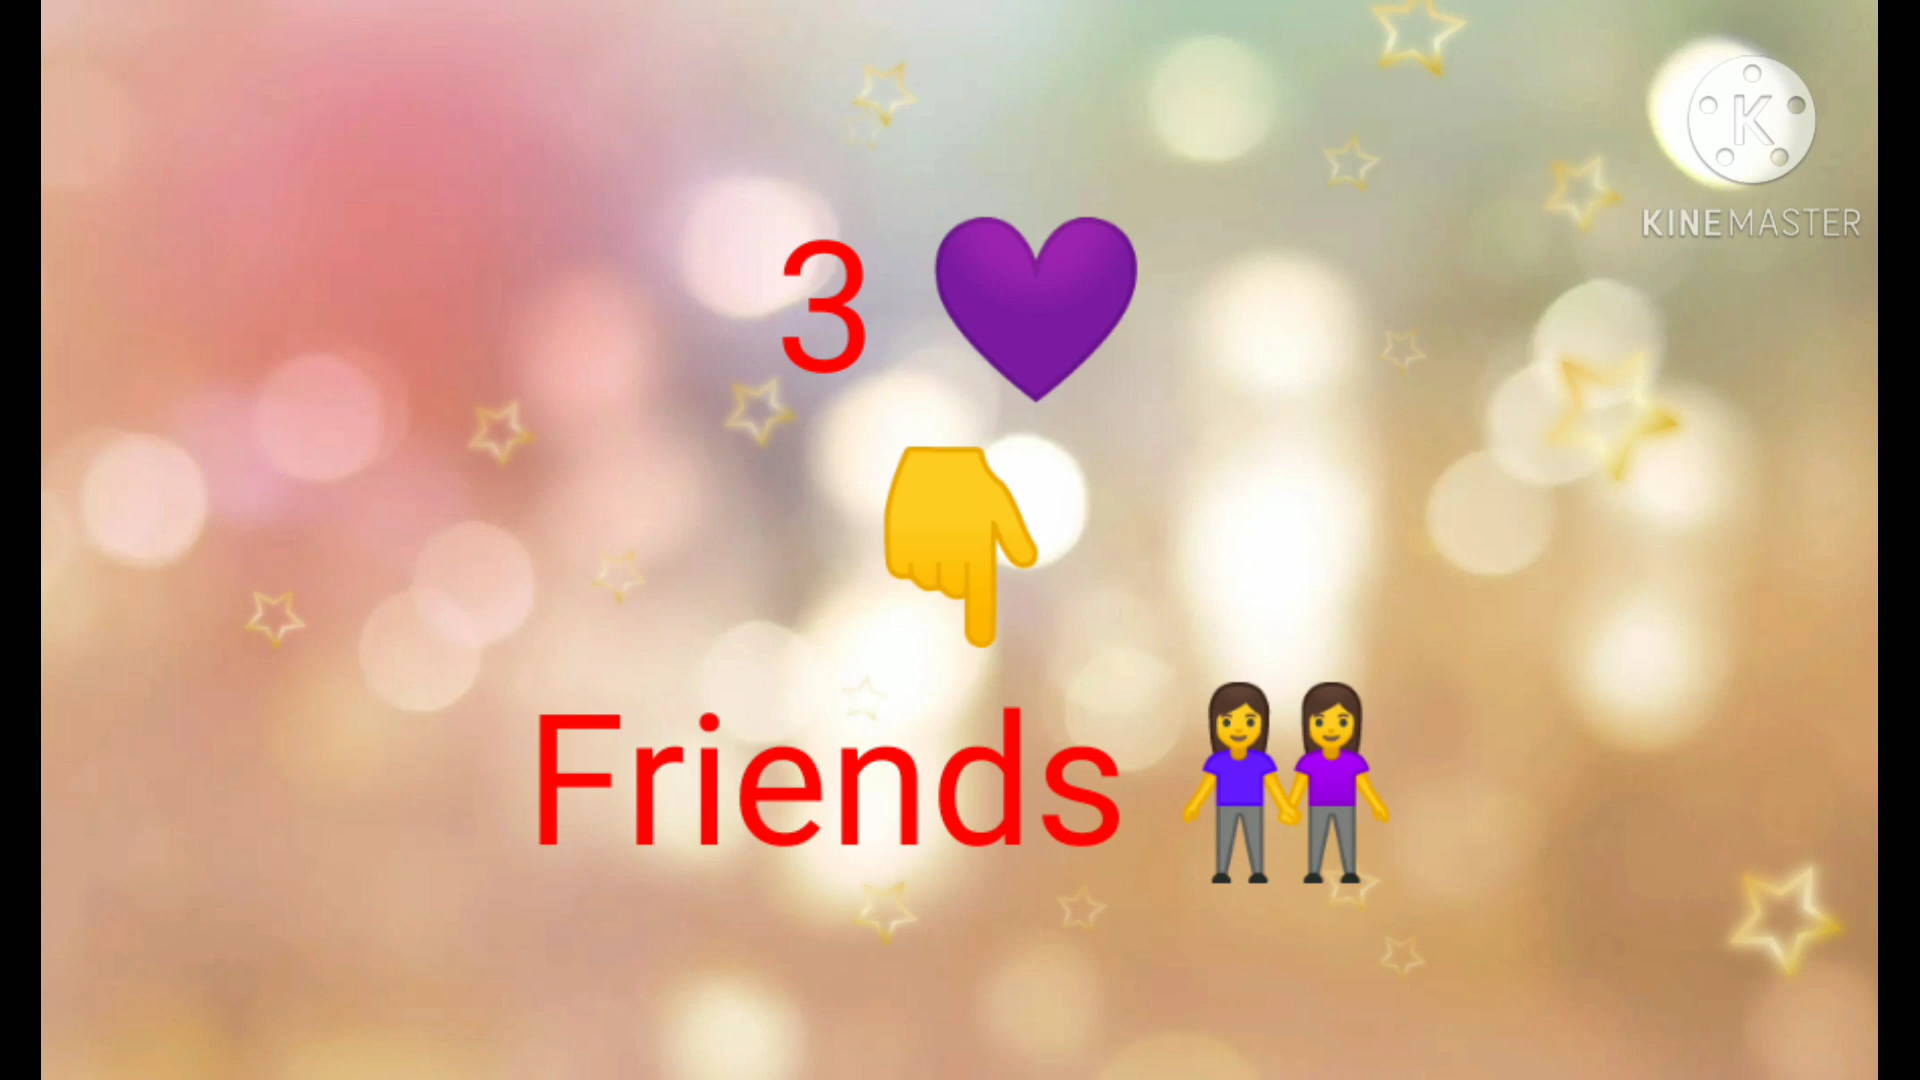 3 💜
👇
Friends 👭
K
KINEMASTER